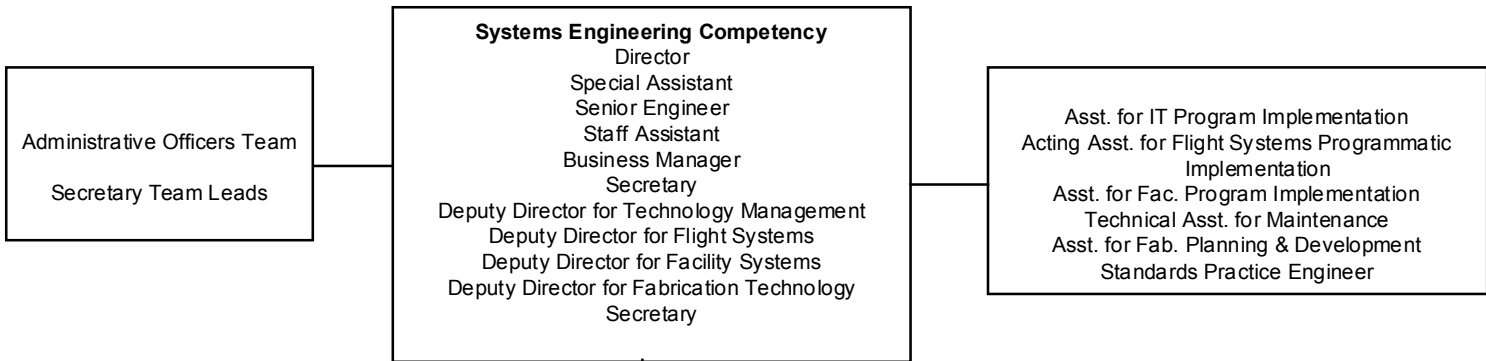 Administrative Officers Team
Secretary Team Leads
Systems Engineering Competency
Director
Special Assistant
Senior Engineer
Staff Assistant
Business Manager
Secretary
Deputy Director for Technology Management
Deputy Director for Flight Systems
Deputy Director for Facility Systems
Deputy Director for Fabrication Technology
Secretary
Asst. for IT Program Implementation
Acting Asst. for Flight Systems Programmatic
Implementation
Asst. for Fac. Program Implementation
Technical Asst. for Maintenance
Asst. for Fab. Planning & Development
Standards Practice Engineer